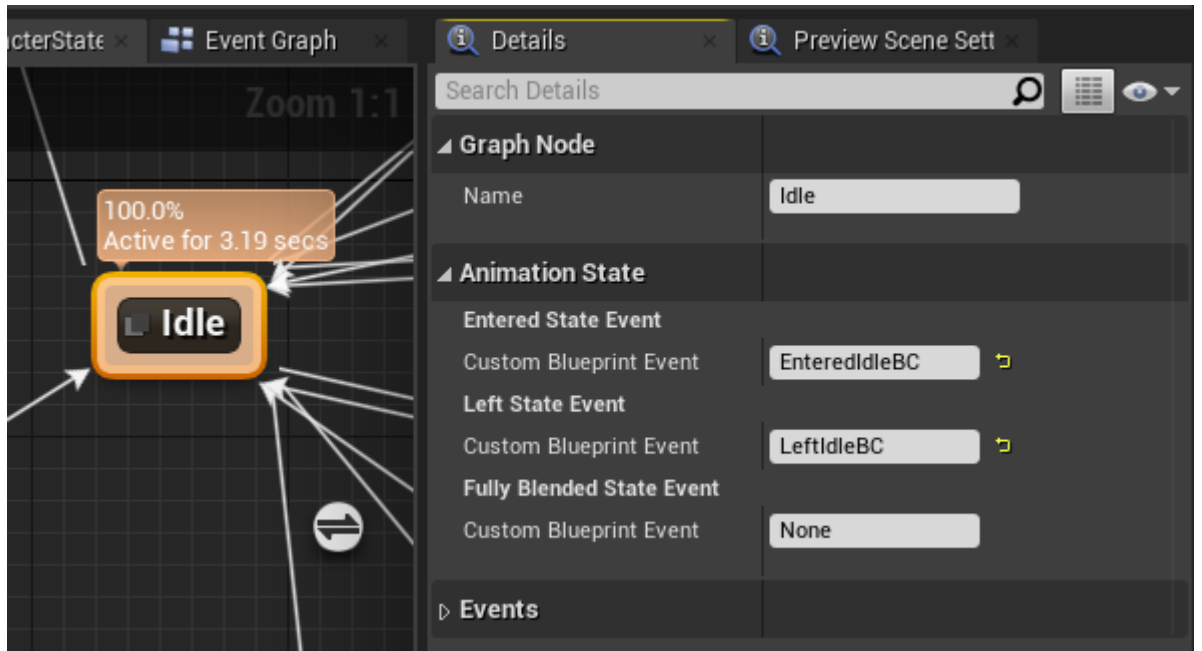 icterState
Event Graph
Details
Preview Scene Sett
Zoom 1:1
Search Details
Graph Node
Name
Idle
100.0%
Active for 3.19 secs
Idle
Animation State
Entered State Event
Custom Blueprint Event
EnteredIdleBC
Left State Event
Custom Blueprint Event
LeftIdleBC
Fully Blended State Event
Custom Blueprint Event
None
Events